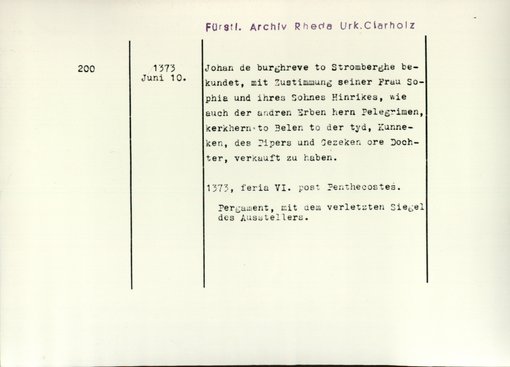 Fürstl. Archiv Rheda Urk. Clarholz
200
1373
Juni 10.
Johan de burghreve to Stromberghe be-
kundet, mit Zustimmung seiner Frau So-
phia und ihres Sohnes Hinrikes, wie
auch der andren Erben hern Pelegrimen,
kerkhern to Belen to der tyd, Kunne-
ken, des Pipers und Gezeken ore Doch-
ter, verkauft zu haben.
1373, feria VI. post Penthecostes.
Pergament, mit dem verletzten Siegel
des Ausstellers.